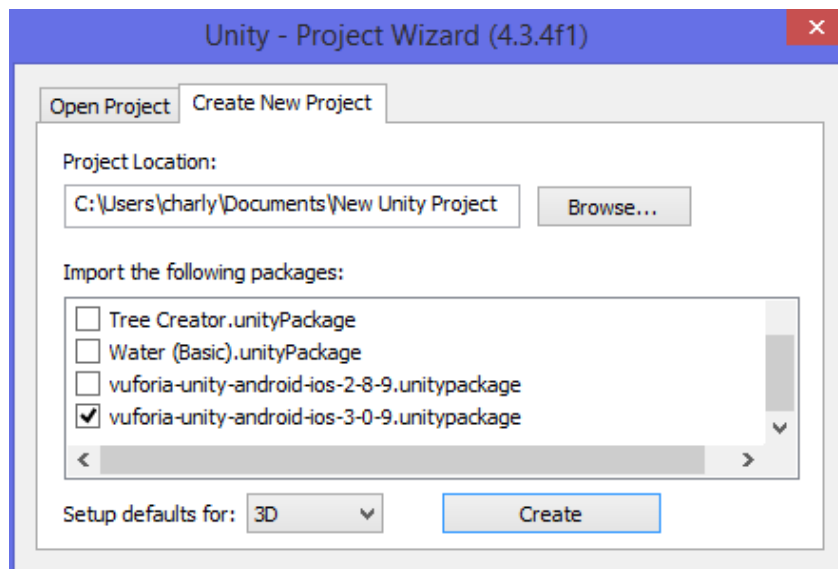 Unity - Project Wizard (4.3.4f1)
Open Project
Create New Project
Project Location:
C:\Users\charly\Documents\New Unity Project
Browse...
Import the following packages:
Tree Creator.unityPackage
Water (Basic).unityPackage
vuforia-unity-android-ios-2-8-9.unitypackage
vuforia-unity-android-ios-3-0-9.unitypackage
Setup defaults for:
3D
Create